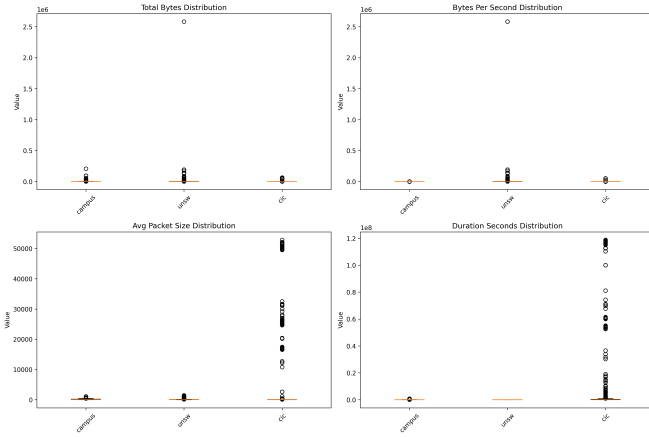 Total Bytes Distribution
1e6
Value
2.5
2.0
1.5
1.0
0.5
0.0
campus
unsw
cic
Bytes Per Second Distribution
1e6
Value
2.5
2.0
1.5
1.0
0.5
0.0
campus
unsw
cic
Avg Packet Size Distribution
Value
50000
40000
30000
20000
10000
0
campus
unsw
cic
Duration Seconds Distribution
1e8
Value
1.2
1.0
0.8
0.6
0.4
0.2
0.0
campus
unsw
cic